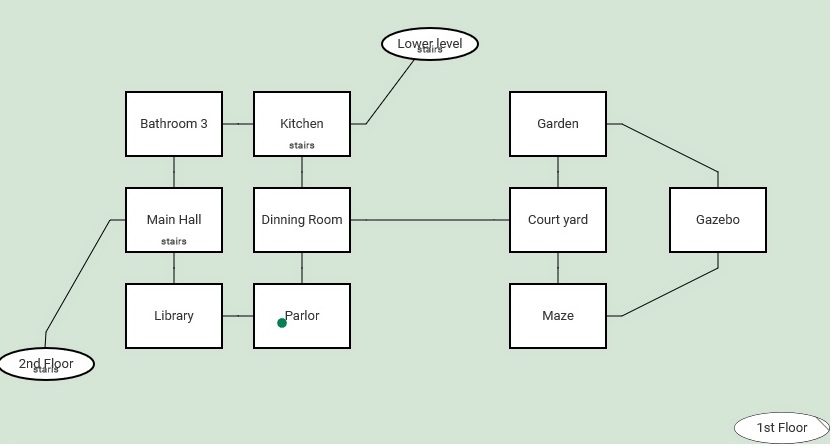 Lower level
stairs
Bathroom 3
Kitchen
stairs
Garden
Main Hall
stairs
Dinning Room
Court yard
Gazebo
Library
Parlor
Maze
2nd Floor
stairs
1st Floor